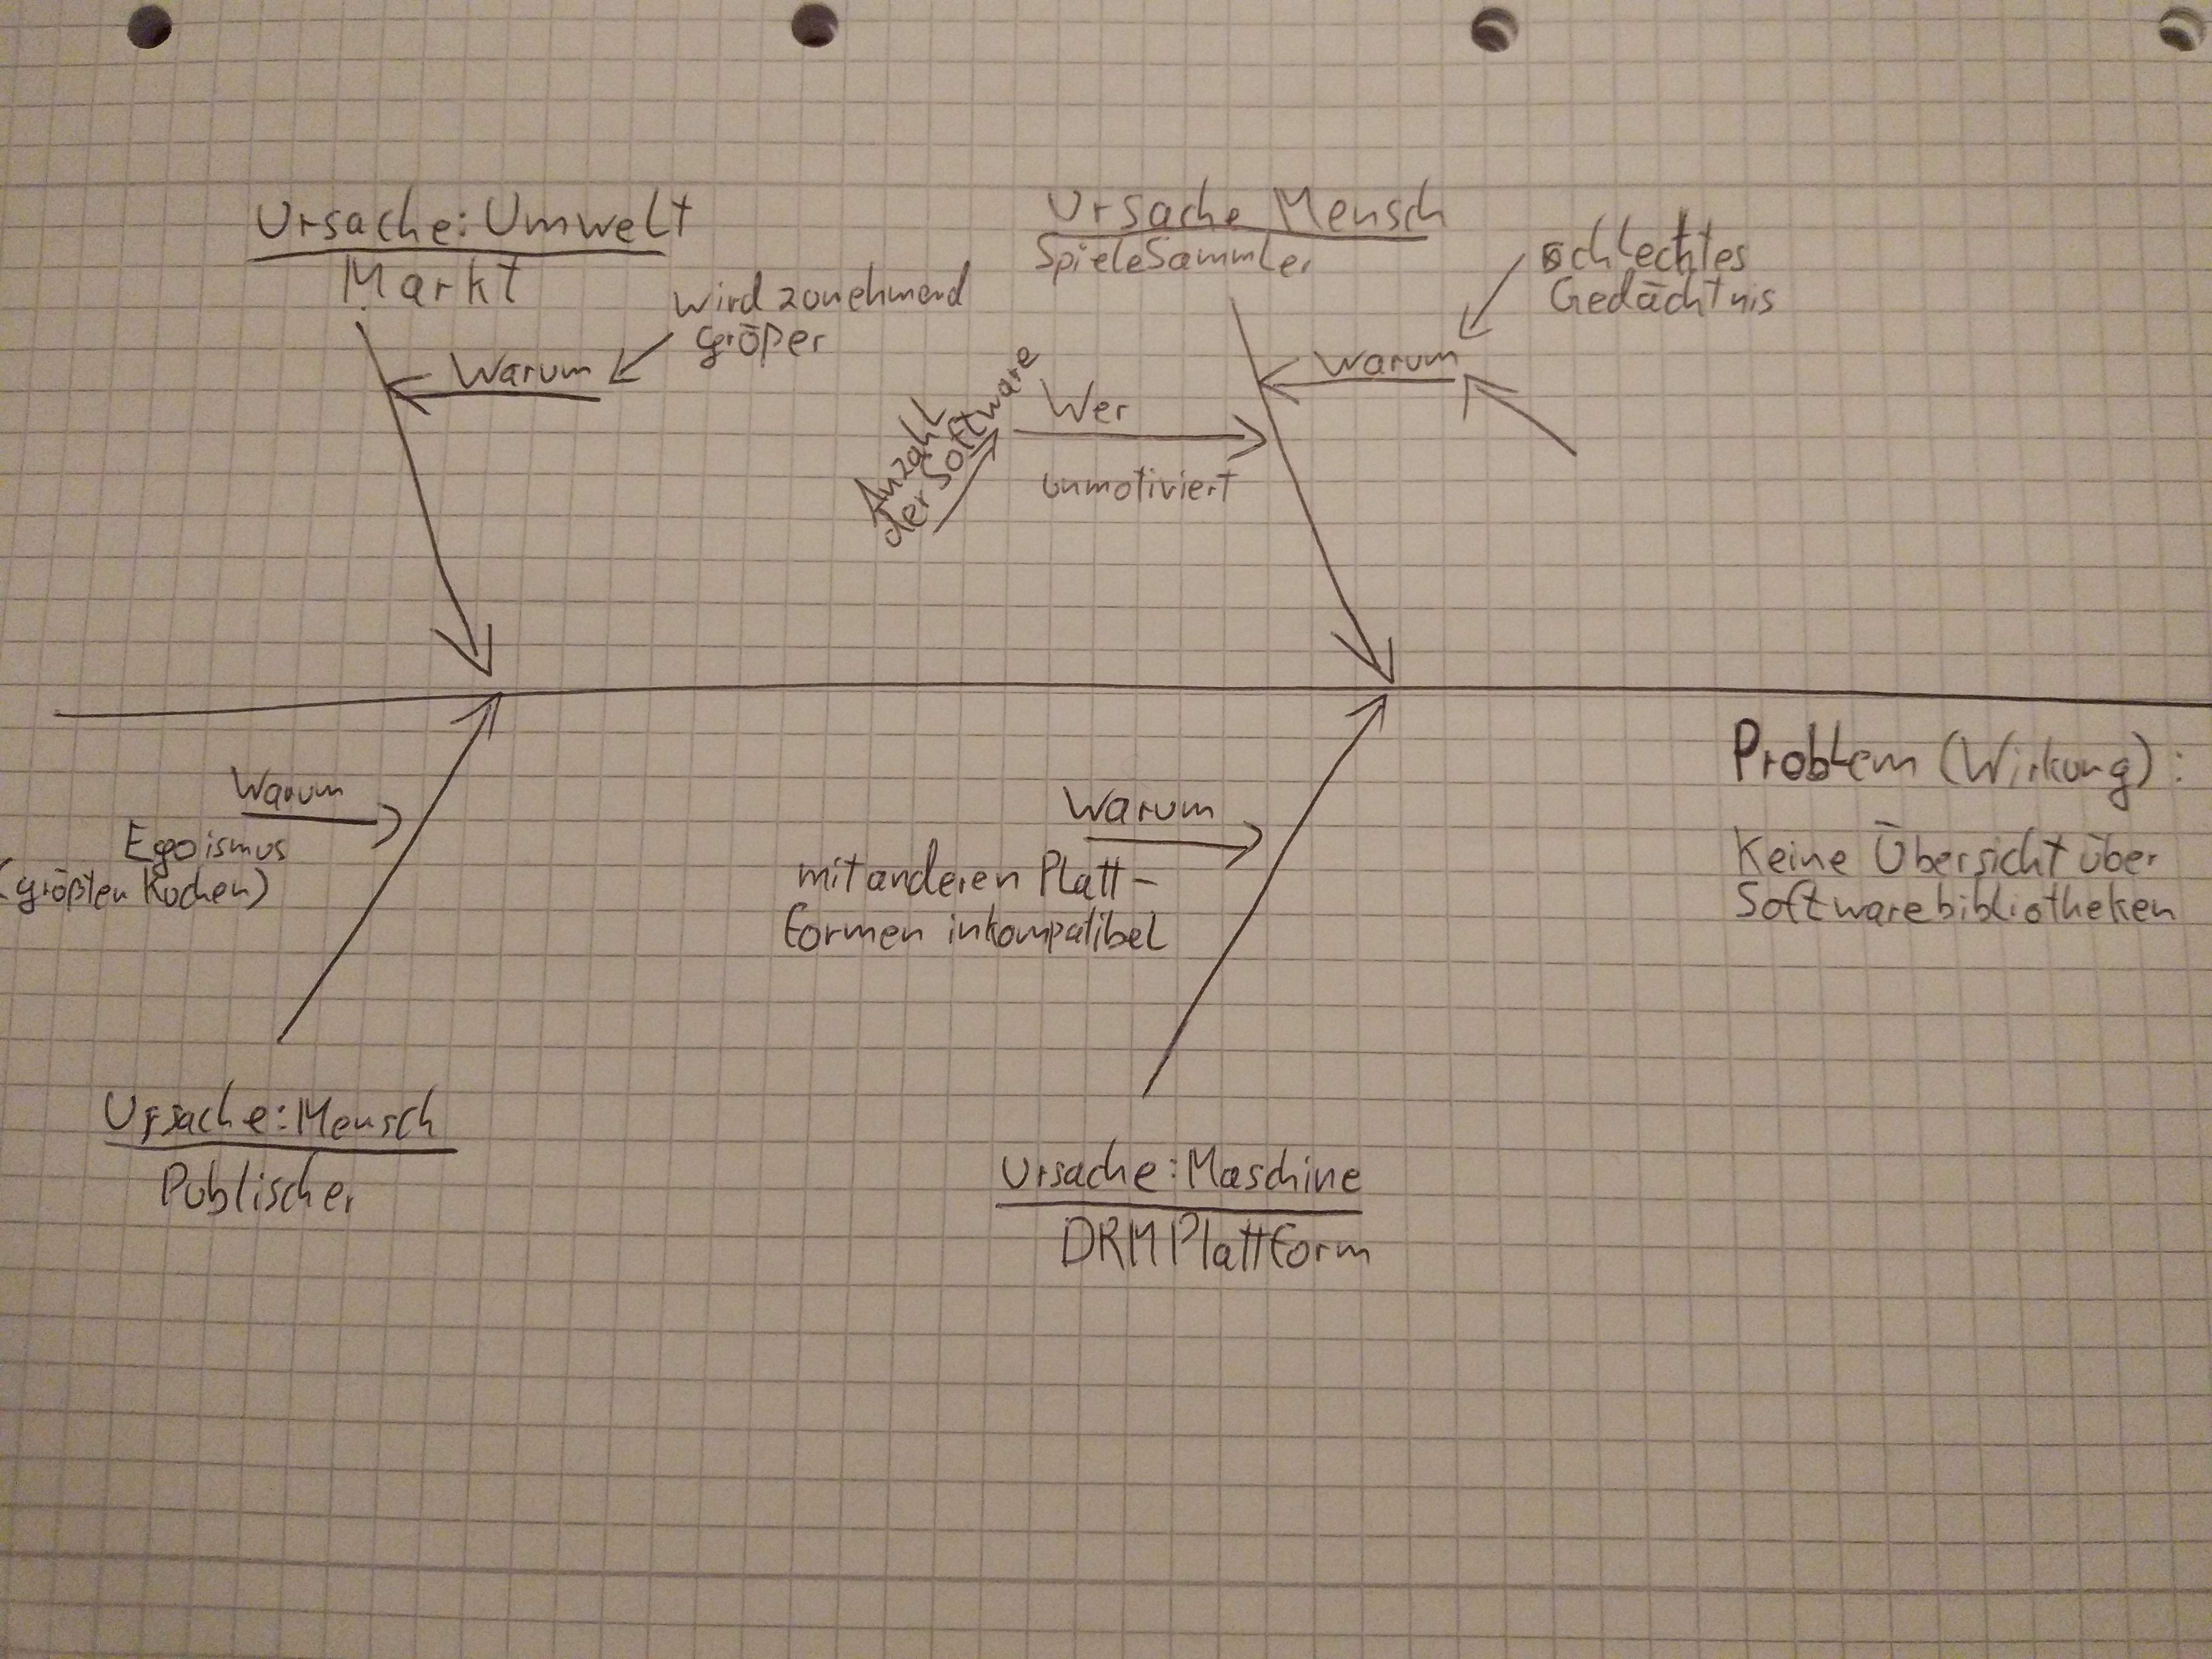 Ursache: Umwelt
Markt
wird zunehmend
größer
Warum
Ursache Mensch
SpieleSammler
schlechtes
Gedächtnis
Warum
Anzahl
der Software
Wer
unmotiviert
Warum
Egoismus
(größten Kuchen)
Ursache: Mensch
Publischer
Warum
mit anderen Platt-
formen inkompatibel
Ursache: Maschine
DRM Plattform
Problem (Wirkung):
Keine Übersicht über
Softwarebibliotheken